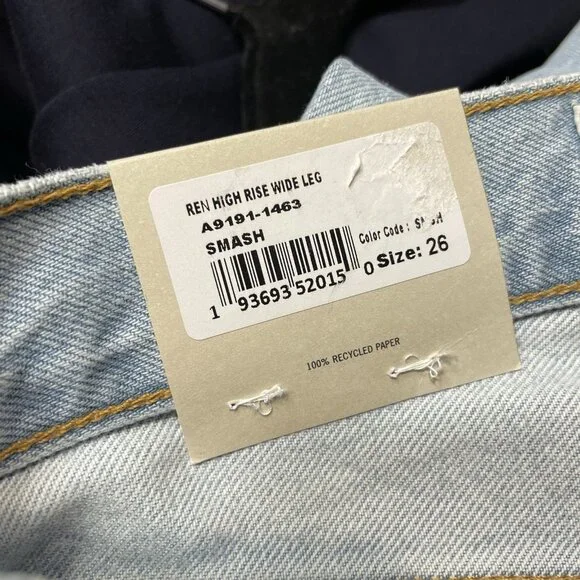 REN HIGH RISE WIDE LEG
A9191-1463
SMASH
Color Code :
Size: 26
1 93693 52015 0
100% RECYCLED PAPER